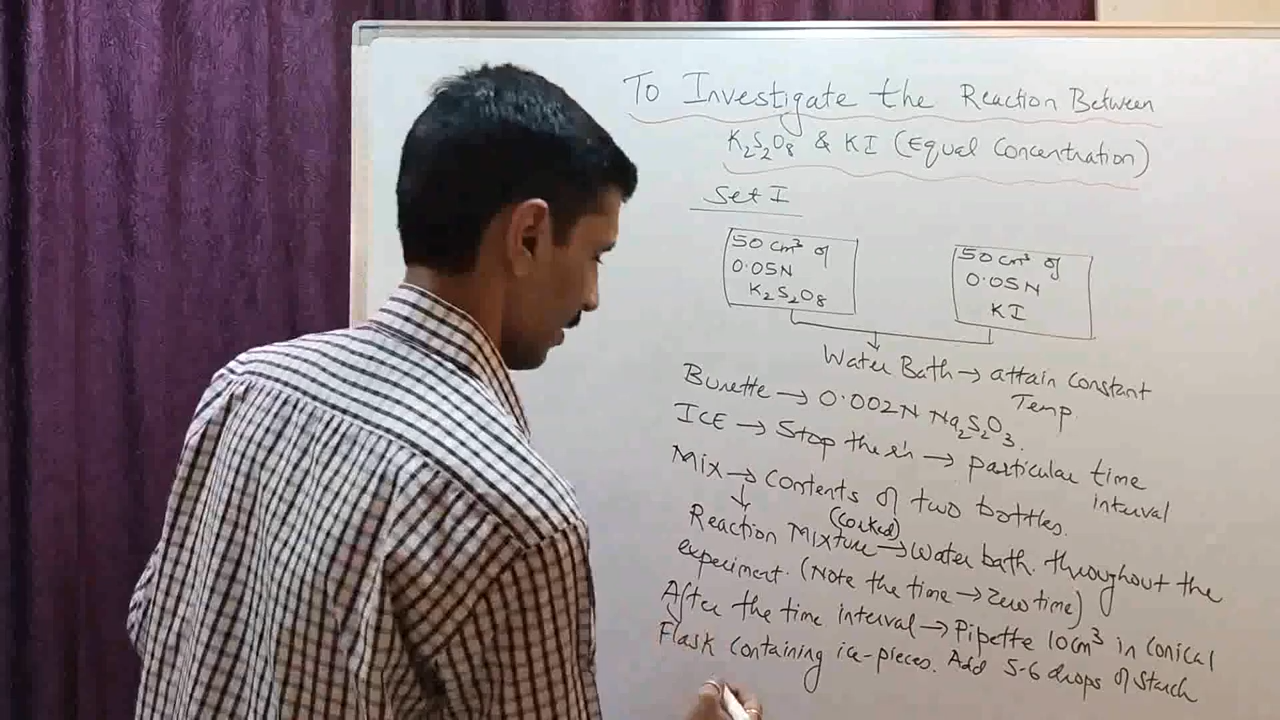 To Investigate the Reaction Between
K₂S₂O₈ & KI (Equal Concentration)
Set I
50 cm³ of
0.05N
K₂S₂O₈
50 cm³ of
0.05N
KI
Water Bath → attain Constant
Temp.
Burette → 0.002N Na₂S₂O₃.
ICE → Stop the rxn → particular time
interval
Mix → Contents of two bottles.
(Corked)
Reaction Mixture → Water bath. throughout the
experiment. (Note the time → Zero time)
After the time interval → Pipette 10cm³ in Conical
Flask Containing ice-pieces. Add 5-6 drops of Starch